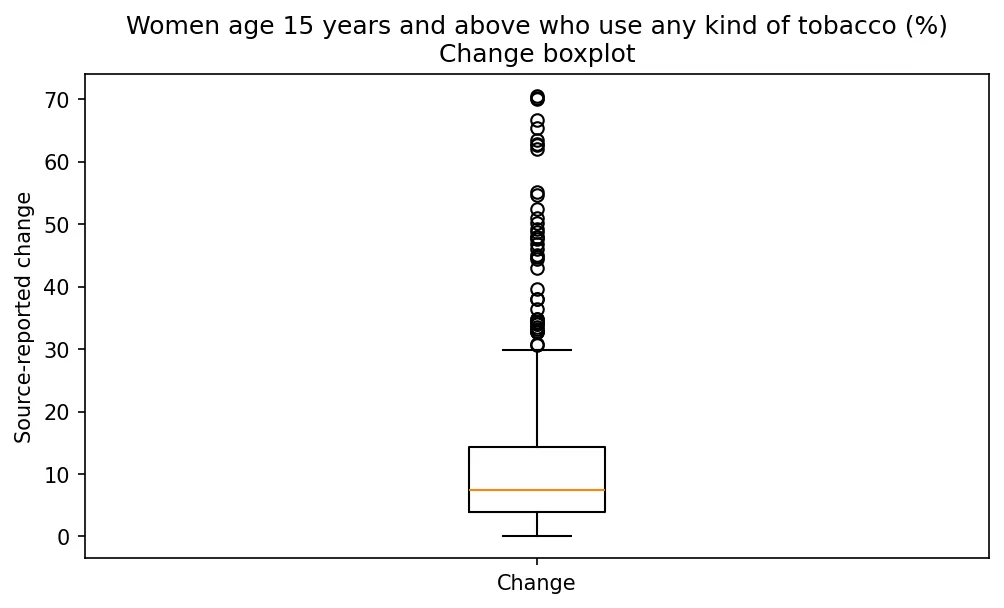 Women age 15 years and above who use any kind of tobacco (%)
Change boxplot
Source-reported change
70
60
50
40
30
20
10
0
Change